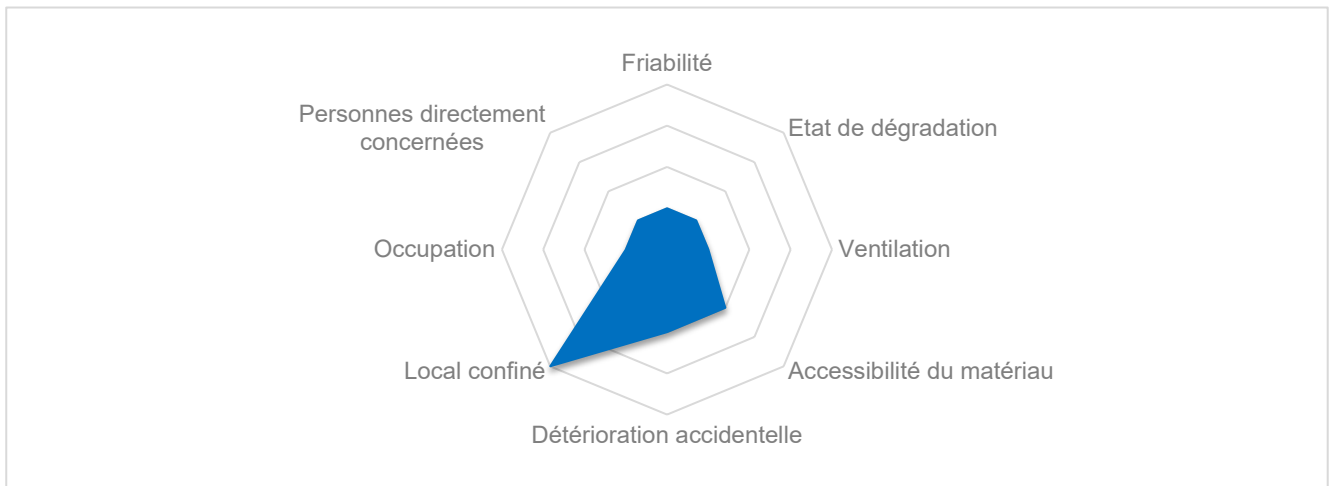 Friabilité
Personnes directement
concernées
Etat de dégradation
Occupation
Ventilation
Local confiné
Accessibilité du matériau
Détérioration accidentelle